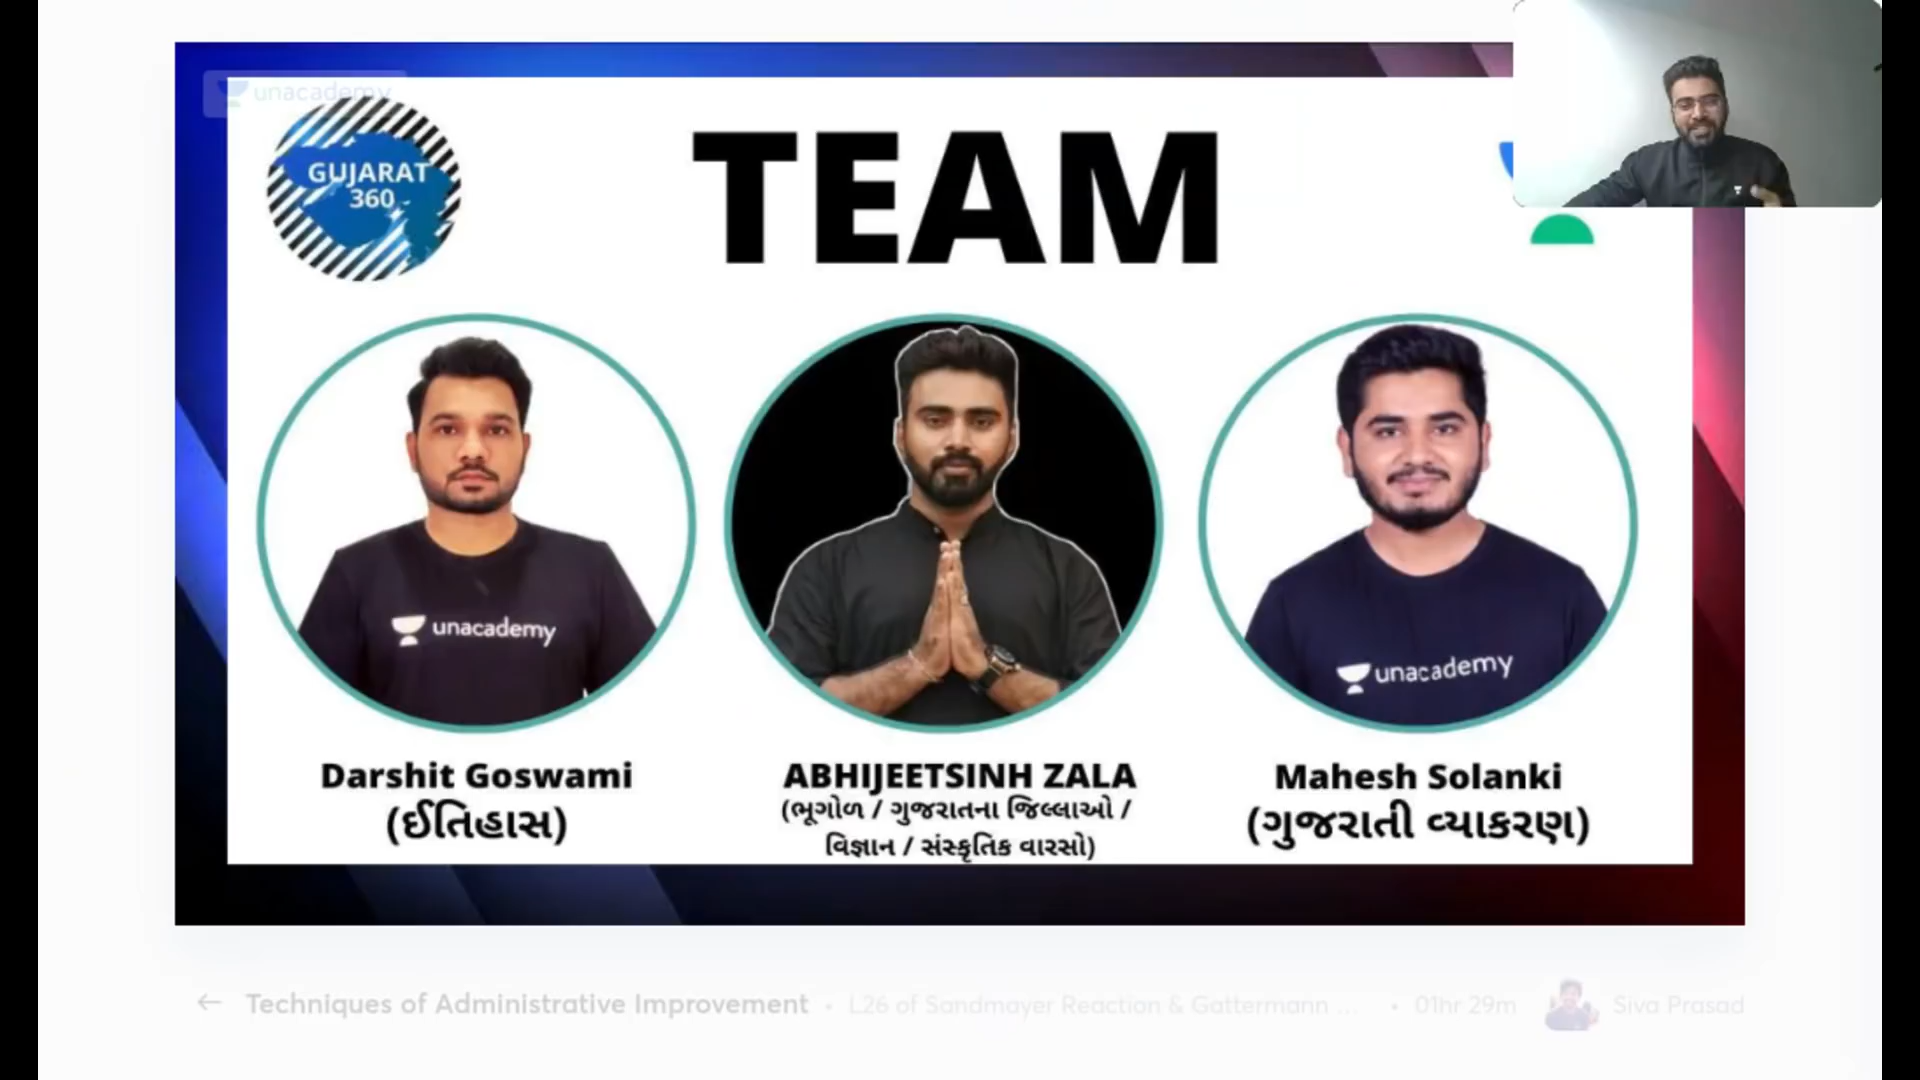 unacademy
GUJARAT
360
TEAM
unacademy
unacademy
Darshit Goswami
(ઈતિહાસ)
ABHIJEETSINH ZALA
(ભૂગોળ / ગુજરાતના જિલ્લાઓ /
વિજ્ઞાન / સંસ્કૃતિક વારસો)
Mahesh Solanki
(ગુજરાતી વ્યાકરણ)
Techniques of Administrative Improvement • L26 of Sandmayer Reaction & Gattermann ... • 01hr 29m Siva Prasad